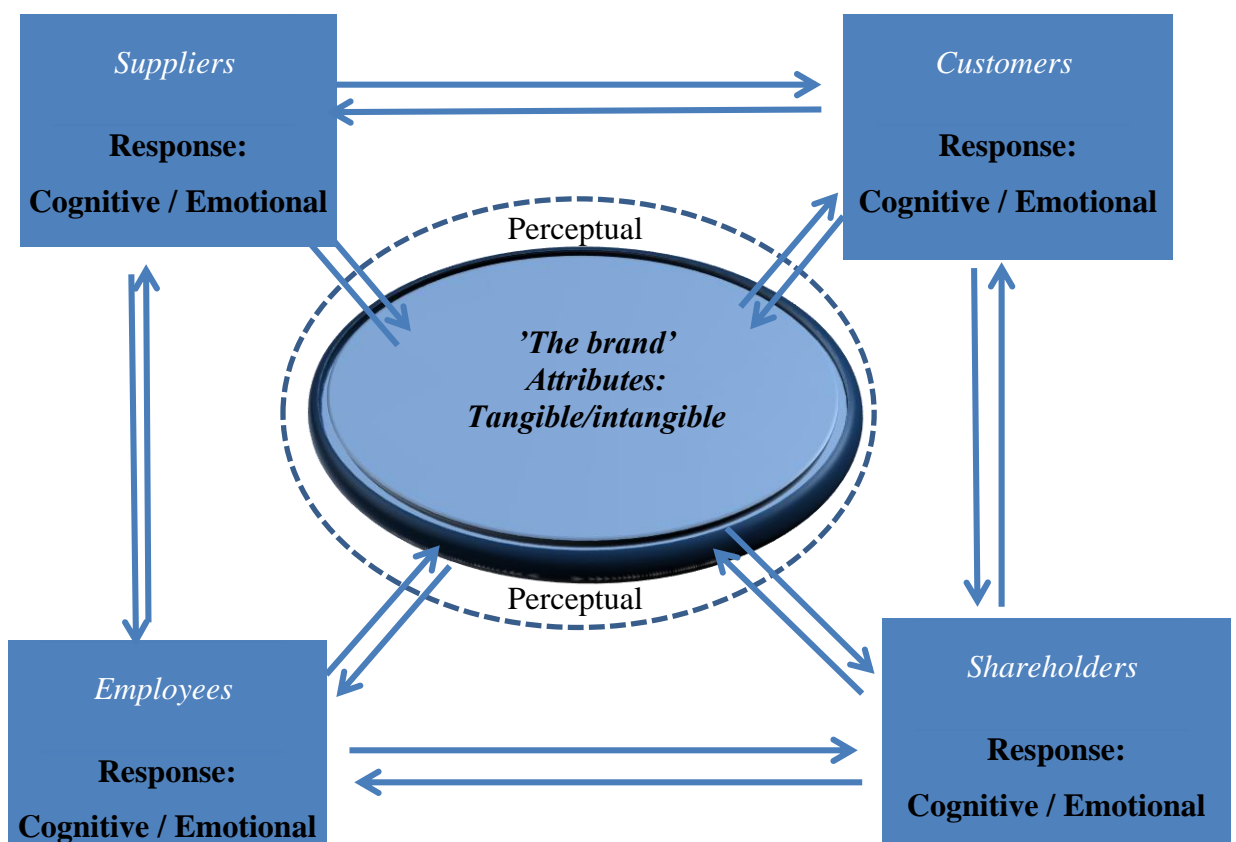 Suppliers
Response:
Cognitive / Emotional
Customers
Response:
Cognitive / Emotional
Perceptual
’The brand’
Attributes:
Tangible/intangible
Perceptual
Employees
Response:
Cognitive / Emotional
Shareholders
Response:
Cognitive / Emotional